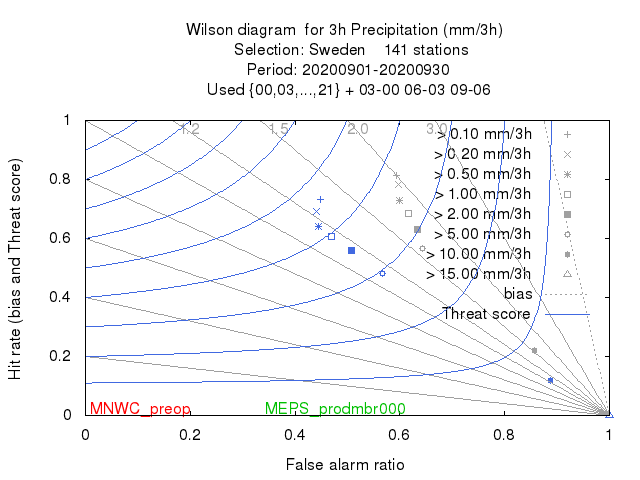 Wilson diagram  for 3h Precipitation (mm/3h)
Selection: Sweden    141 stations
Period: 20200901-20200930
Used {00,03,...,21} + 03-00 06-03 09-06
1.2 1.5 2.0 3.0
> 0.10 mm/3h
> 0.20 mm/3h
> 0.50 mm/3h
> 1.00 mm/3h
> 2.00 mm/3h
> 5.00 mm/3h
> 10.00 mm/3h
> 15.00 mm/3h
bias
Threat score
1
0.8
0.6
0.4
0.2
0
Hit rate (bias and Threat score)
MNWC_preop
MEPS_prodmbr000
0 0.2 0.4 0.6 0.8 1
False alarm ratio